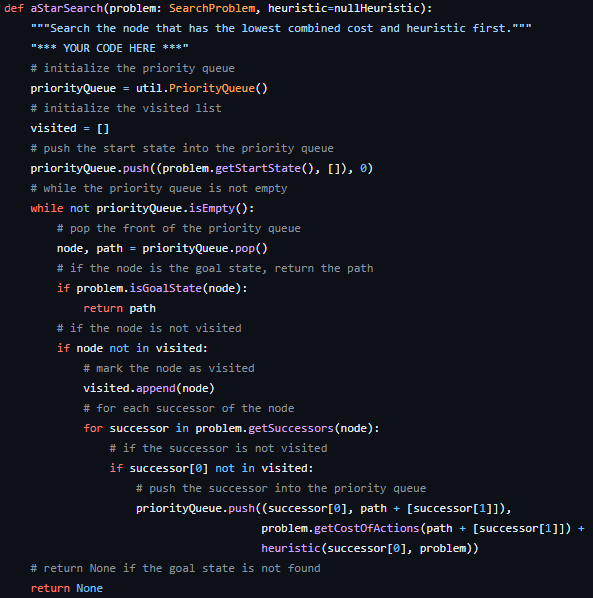 def aStarSearch(problem: SearchProblem, heuristic=nullHeuristic):
    """Search the node that has the lowest combined cost and heuristic first."""
    "*** YOUR CODE HERE ***"
    # initialize the priority queue
    priorityQueue = util.PriorityQueue()
    # initialize the visited list
    visited = []
    # push the start state into the priority queue
    priorityQueue.push((problem.getStartState(), []), 0)
    # while the priority queue is not empty
    while not priorityQueue.isEmpty():
        # pop the front of the priority queue
        node, path = priorityQueue.pop()
        # if the node is the goal state, return the path
        if problem.isGoalState(node):
            return path
        # if the node is not visited
        if node not in visited:
            # mark the node as visited
            visited.append(node)
            # for each successor of the node
            for successor in problem.getSuccessors(node):
                # if the successor is not visited
                if successor[0] not in visited:
                    # push the successor into the priority queue
                    priorityQueue.push((successor[0], path + [successor[1]]),
                                       problem.getCostOfActions(path + [successor[1]]) +
                                       heuristic(successor[0], problem))
    # return None if the goal state is not found
    return None